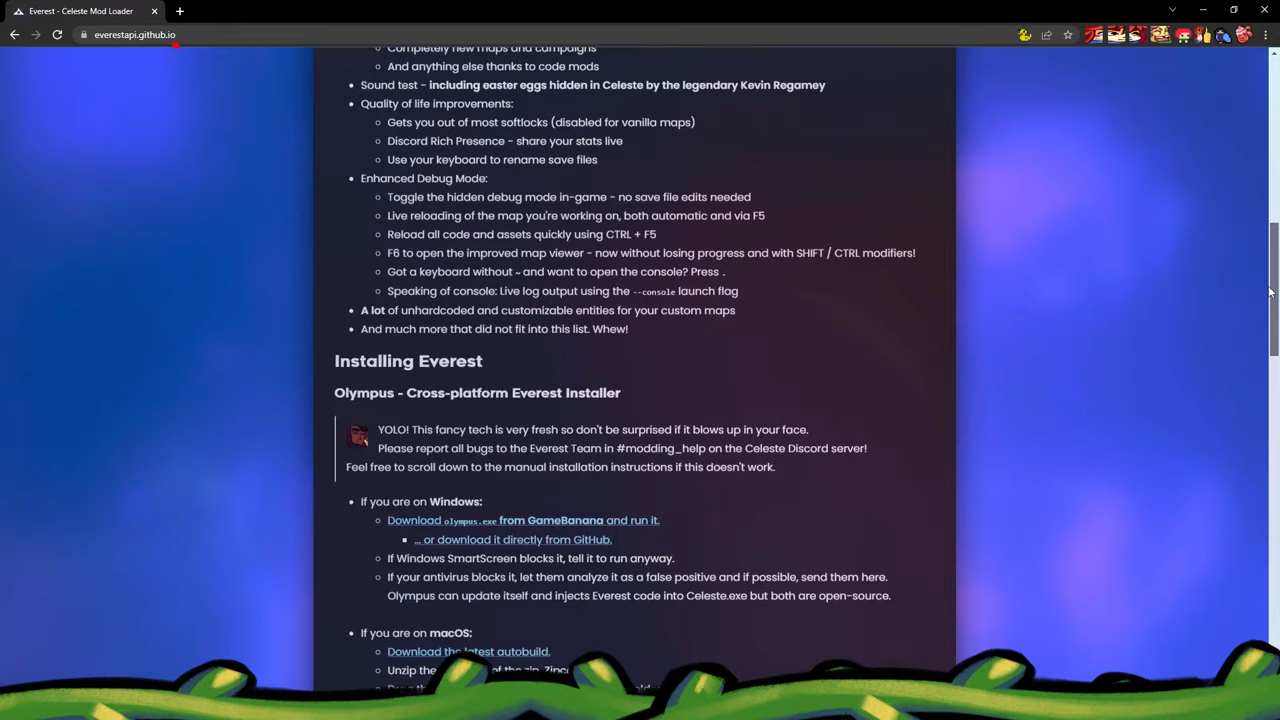 Everest - Celeste Mod Loader
everestapi.github.io
Completely new maps and campaigns
And anything else thanks to code mods
Sound test - including easter eggs hidden in Celeste by the legendary Kevin Regamey
Quality of life improvements:
Gets you out of most softlocks (disabled for vanilla maps)
Discord Rich Presence - share your stats live
Use your keyboard to rename save files
Enhanced Debug Mode:
Toggle the hidden debug mode in-game - no save file edits needed
Live reloading of the map you're working on, both automatic and via F5
Reload all code and assets quickly using CTRL + F5
F6 to open the improved map viewer - now without losing progress and with SHIFT / CTRL modifiers!
Got a keyboard without ~ and want to open the console? Press .
Speaking of console: Live log output using the --console launch flag
A lot of unhardcoded and customizable entities for your custom maps
And much more that did not fit into this list. Whew!
Installing Everest
Olympus - Cross-platform Everest Installer
YOLO! This fancy tech is very fresh so don't be surprised if it blows up in your face.
Please report all bugs to the Everest Team in #modding_help on the Celeste Discord server!
Feel free to scroll down to the manual installation instructions if this doesn't work.
If you are on Windows:
Download olympus.exe from GameBanana and run it.
... or download it directly from GitHub.
If Windows SmartScreen blocks it, tell it to run anyway.
If your antivirus blocks it, let them analyze it as a false positive and if possible, send them here.
Olympus can update itself and injects Everest code into Celeste.exe but both are open-source.
If you are on macOS:
Download the latest autobuild.
Unzip the of the zip. Zipc